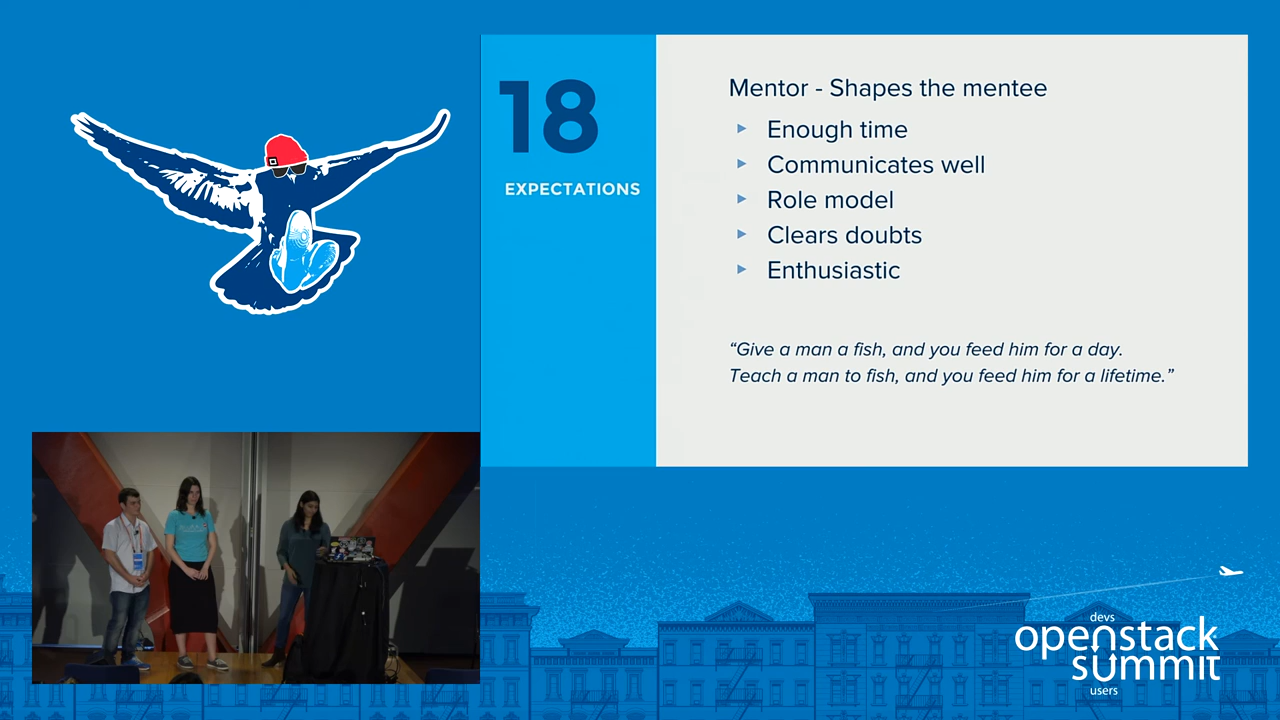 18
EXPECTATIONS
Mentor - Shapes the mentee
Enough time
Communicates well
Role model
Clears doubts
Enthusiastic
“Give a man a fish, and you feed him for a day.
Teach a man to fish, and you feed him for a lifetime.”
devs
openstack
summit
users